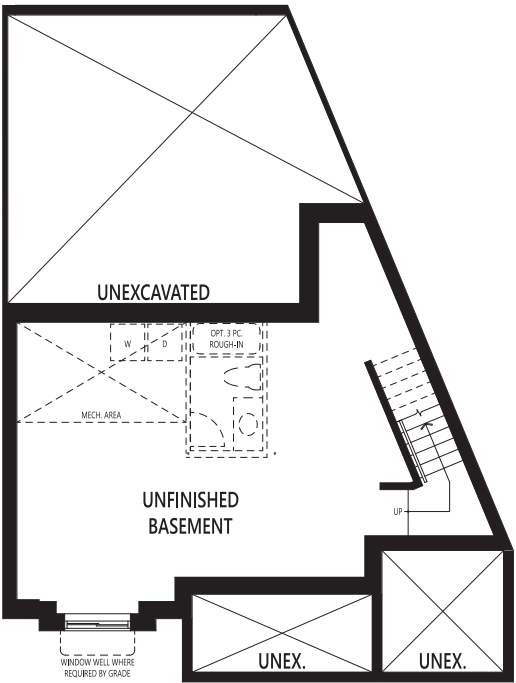 UNEXCAVATED
OPT. 3 PC.
ROUGH-IN
W
D
MECH. AREA
UNFINISHED
BASEMENT
UP
UNEX.
UNEX.
WINDOW WELL WHERE
REQUIRED BY GRADE